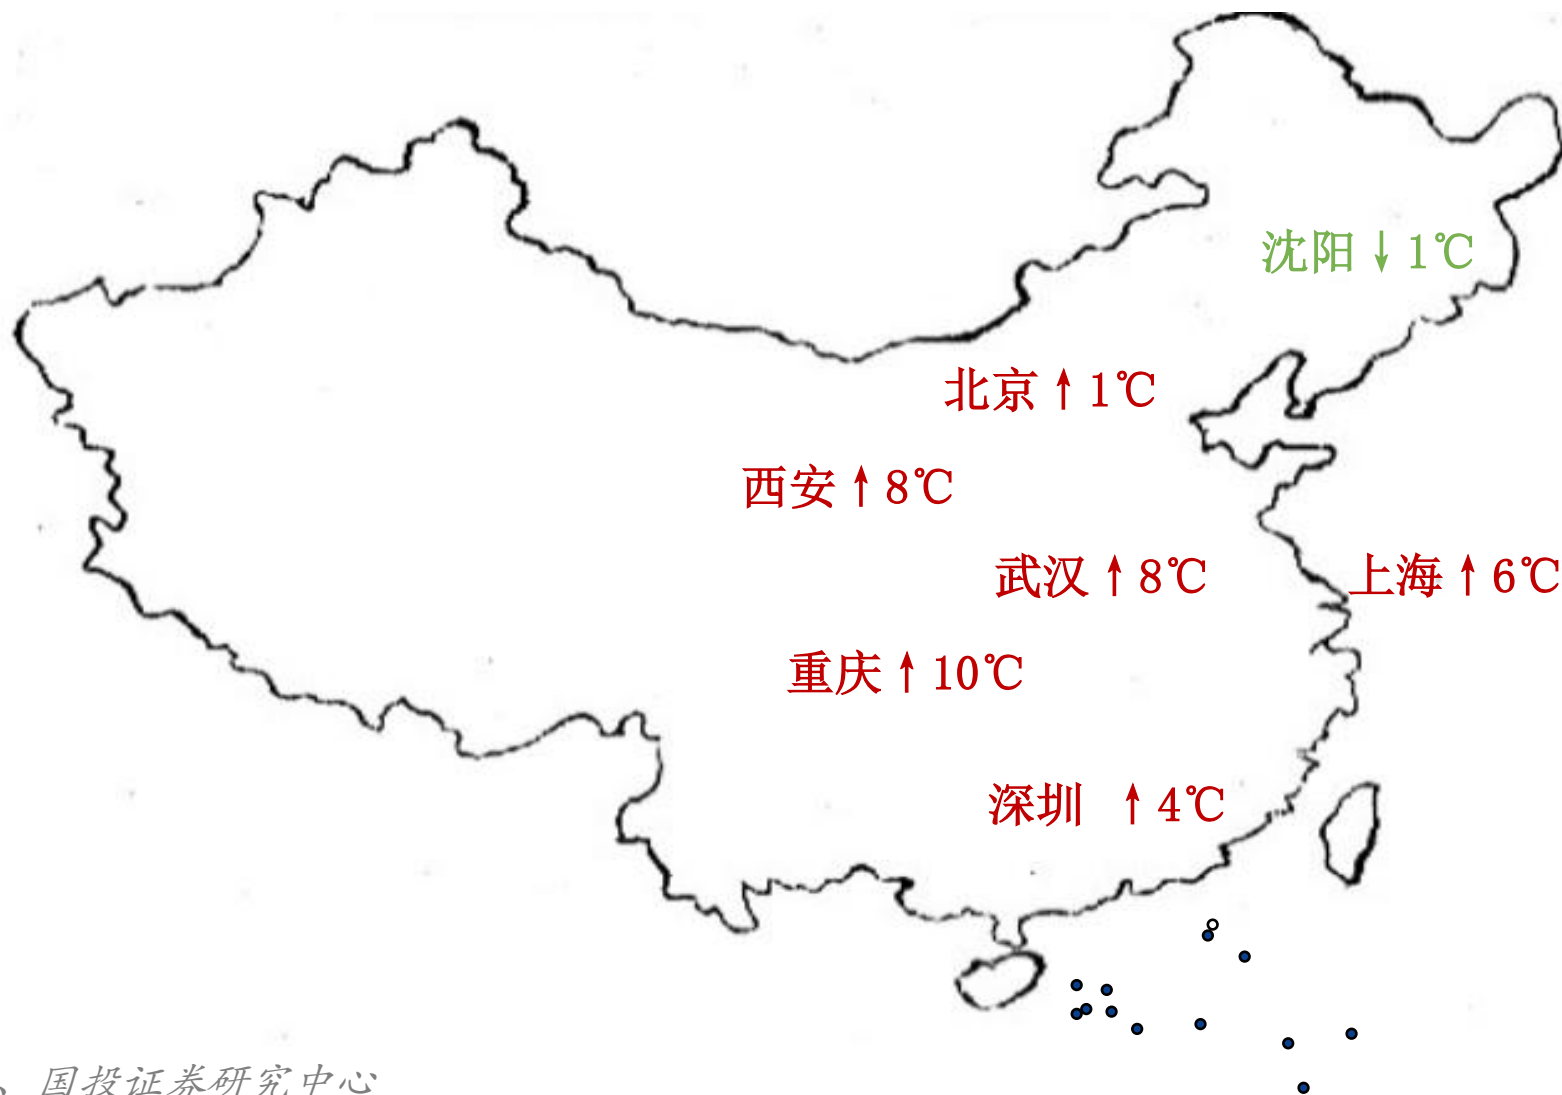 沈阳↓1℃
北京↑1℃
西安↑8℃
武汉↑8℃
上海↑6℃
重庆↑10℃
深圳 ↑4℃
、国投证券研究中心